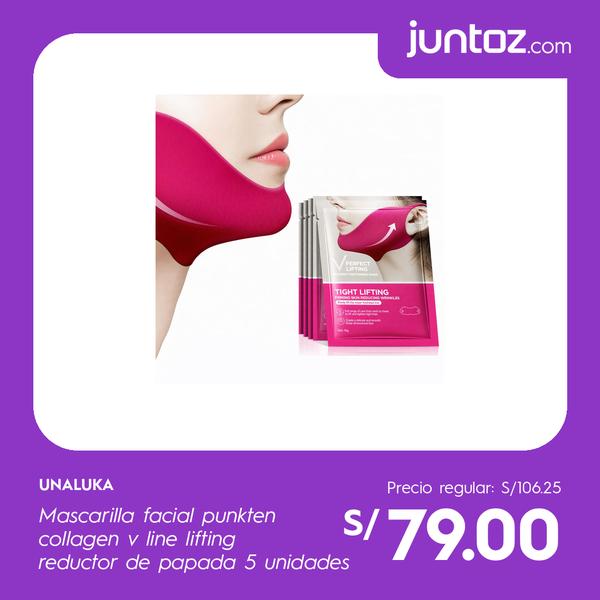 juntoz.com
V PERFECT
LIFTING
TIGHT LIFTING
FIRMING SKIN REDUCING WRINKLES
UNALUKA
Precio regular: S/106.25
Mascarilla facial punkten
collagen v line lifting
reductor de papada 5 unidades
S/79.00